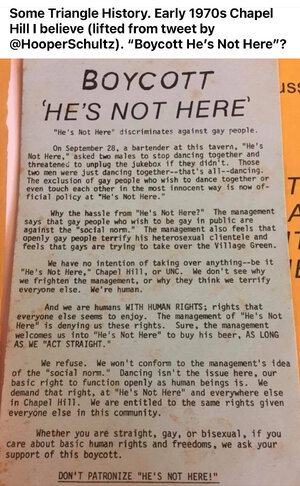 Some Triangle History. Early 1970s Chapel
Hill I believe (lifted from tweet by
@HooperSchultz). “Boycott He’s Not Here”?
BOYCOTT
'HE'S NOT HERE'
"He's Not Here" discriminates against gay people.
On September 28, a bartender at this tavern, "He's
Not Here," asked two males to stop dancing together and
threatened to unplug the jukebox if they didn't. Those
two men were just dancing together--that's all--dancing.
The exclusion of gay people who wish to dance together or
even touch each other in the most innocent way is now of-
ficial policy at "He's Not Here."
Why the hassle from "He's Not Here?" The management
says that gay people who wish to be gay in public are
against the "social norm." The management also feels that
openly gay people terrify his heterosexual clientele and
feels that gays are trying to take over the Village Green.
We have no intention of taking over anything--be it
"He's Not Here," Chapel Hill, or UNC. We don't see why
we frighten the management, or why they think we terrify
everyone else. We're human.
And we are humans WITH HUMAN RIGHTS; rights that
everyone else seems to enjoy. The management of "He's Not
Here" is denying us these rights. Sure, the management
welcomes us into "He's Not Here" to buy his beer, AS LONG
AS WE "ACT STRAIGHT."
We refuse. We won't conform to the management's idea
of the "social norm." Dancing isn't the issue here, our
basic right to function openly as human beings is. We
demand that right, at "He's Not Here" and everywhere else
in Chapel Hill. We are entitled to the same rights given
everyone else in this community.
Whether you are straight, gay, or bisexual, if you
care about basic human rights and freedoms, we ask your
support of this boycott.
DON'T PATRONIZE "HE'S NOT HERE!"